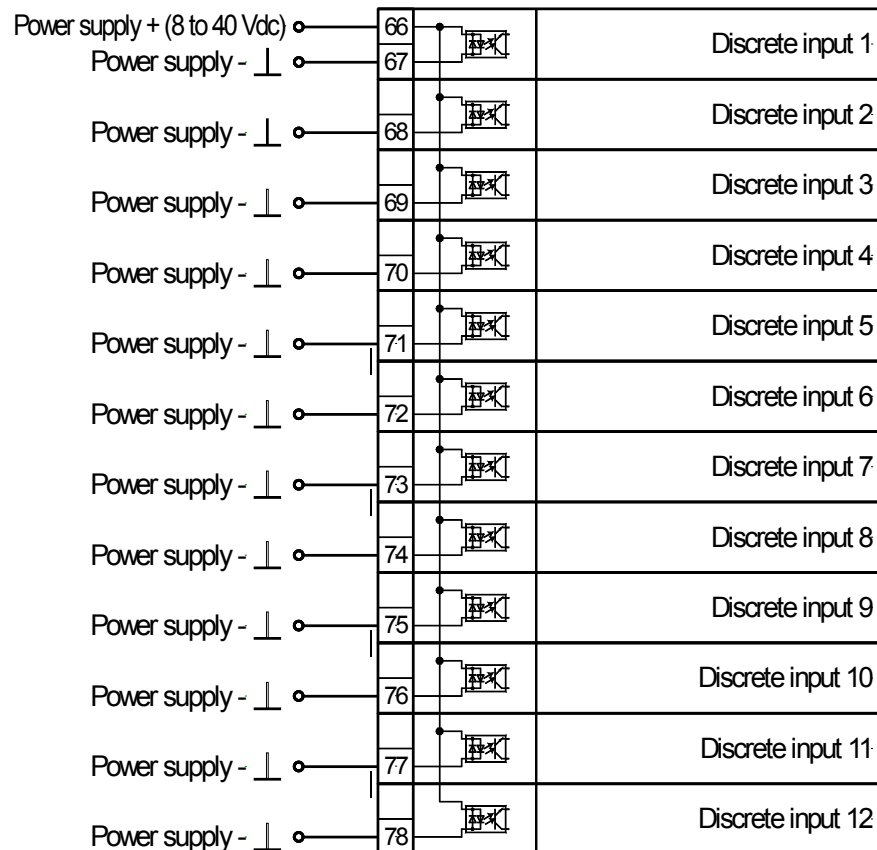 Power supply + (8 to 40 Vdc) 66
Discrete input 1
Power supply - 67
Discrete input 2
Power supply - 68
Discrete input 3
Power supply - 69
Discrete input 4
Power supply - 70
Discrete input 5
Power supply - 71
Discrete input 6
Power supply - 72
Discrete input 7
Power supply - 73
Discrete input 8
Power supply - 74
Discrete input 9
Power supply - 75
Discrete input 10
Power supply - 76
Discrete input 11
Power supply - 77
Discrete input 12
Power supply - 78